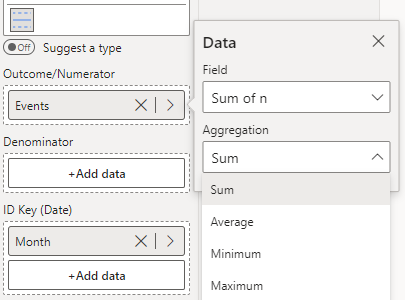 Off Suggest a type
Outcome/Numerator
Events
Denominator
+Add data
ID Key (Date)
Month
+Add data
Data
Field
Sum of n
Aggregation
Sum
Sum
Average
Minimum
Maximum